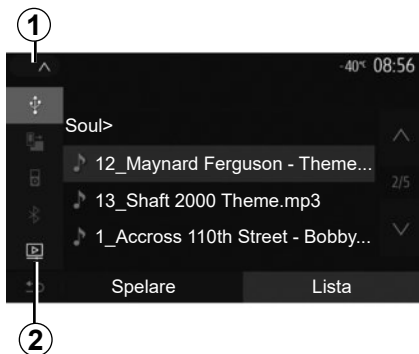 1
-40°C 08:56
Soul>
12_Maynard Ferguson - Theme...
13_Shaft 2000 Theme.mp3
2/5
1_Accross 110th Street - Bobby...
Spelare Lista
2